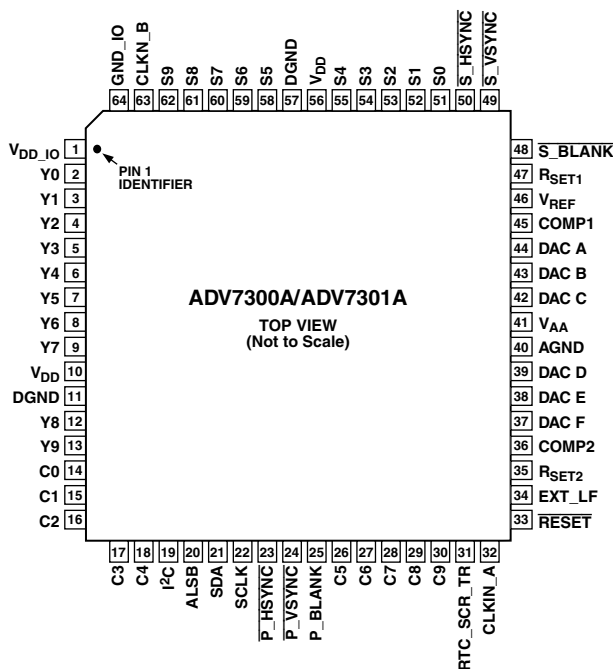 GND_IO
CLKN_B
S9
S8
S7
S6
S5
DGND
VDD
S4
S3
S2
S1
S0
S_HSYNC
S_VSYNC
64 63 62 61 60 59 58 57 56 55 54 53 52 51 50 49
VDD_IO 1
Y0 2
Y1 3
Y2 4
Y3 5
Y4 6
Y5 7
Y6 8
Y7 9
VDD 10
DGND 11
Y8 12
Y9 13
C0 14
C1 15
C2 16
PIN 1
IDENTIFIER
ADV7300A/ADV7301A
TOP VIEW
(Not to Scale)
48 S_BLANK
47 RSET1
46 VREF
45 COMP1
44 DAC A
43 DAC B
42 DAC C
41 VAA
40 AGND
39 DAC D
38 DAC E
37 DAC F
36 COMP2
35 RSET2
34 EXT_LF
33 RESET
17 18 19 20 21 22 23 24 25 26 27 28 29 30 31 32
C3
C4
I²C
ALSB
SDA
SCLK
P_HSYNC
P_VSYNC
P_BLANK
C5
C6
C7
C8
C9
RTC_SCR_TR
CLKIN_A